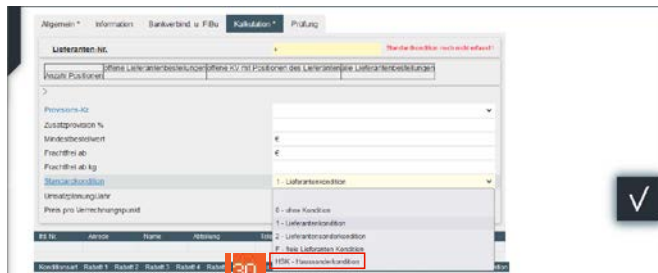 Allgemein * Information Bankverbind. u. FiBu Kalkulation * Prüfung
Lieferanten-Nr. * Standardkondition noch nicht erfasst!
offene Lieferantenbestellungen offene KV mit Positionen des Lieferanten alle Lieferantenbestellungen
Anzahl Positionen
Provisions-Kz
Zusatzprovision %
Mindestbestellwert €
Frachtfrei ab €
Frachtfrei ab kg
Standardkondition 1 - Lieferantenkondition
Umsatzplanung/Jahr
Preis pro Verrechnungspunkt
0 - ohne Kondition
1 - Lieferantenkondition
2 - Lieferantensonderkondition
F - freie Lieferanten Kondition
HSK - Haussonderkondition
Anrede Name Abteilung
Konditionsart Rabatt 1 Rabatt 2 Rabatt 3 Rabatt 4
30